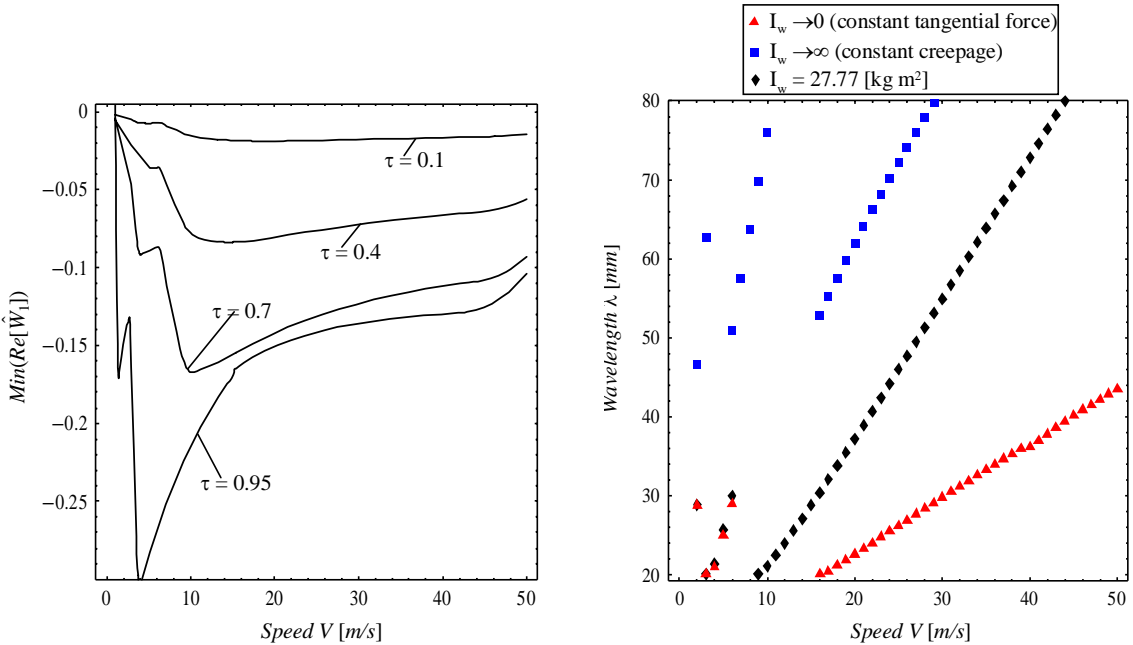 0
−0.05
−0.1
−0.15
−0.2
−0.25
Min(Re[Ŵ₁])
τ = 0.1
τ = 0.4
τ = 0.7
τ = 0.95
0 10 20 30 40 50
Speed V [m/s]
I_w →0 (constant tangential force)
I_w →∞ (constant creepage)
I_w = 27.77 [kg m²]
80
70
60
50
40
30
20
Wavelength λ [mm]
0 10 20 30 40 50
Speed V [m/s]